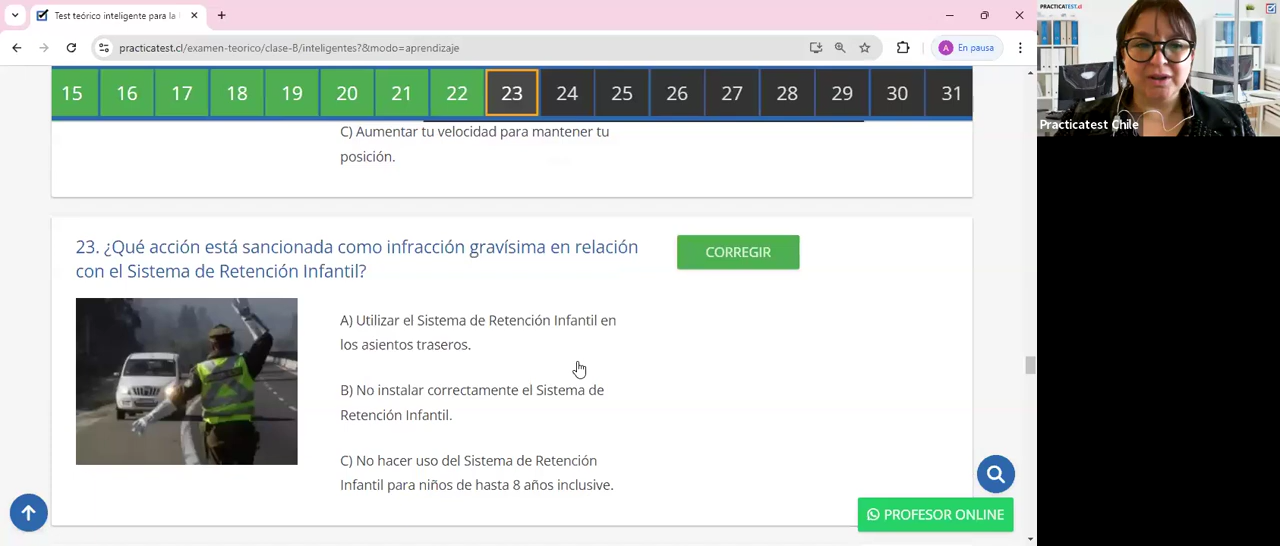 Test teórico inteligente para la
PRACTICATEST.cl
practicatest.cl/examen-teorico/clase-B/inteligentes?&modo=aprendizaje
A
En pausa
15 16 17 18 19 20 21 22 23 24 25 26 27 28 29 30 31
Practicatest Chile
C) Aumentar tu velocidad para mantener tu
posición.
23. ¿Qué acción está sancionada como infracción gravísima en relación
con el Sistema de Retención Infantil?
CORREGIR
A) Utilizar el Sistema de Retención Infantil en
los asientos traseros.
B) No instalar correctamente el Sistema de
Retención Infantil.
C) No hacer uso del Sistema de Retención
Infantil para niños de hasta 8 años inclusive.
PROFESOR ONLINE